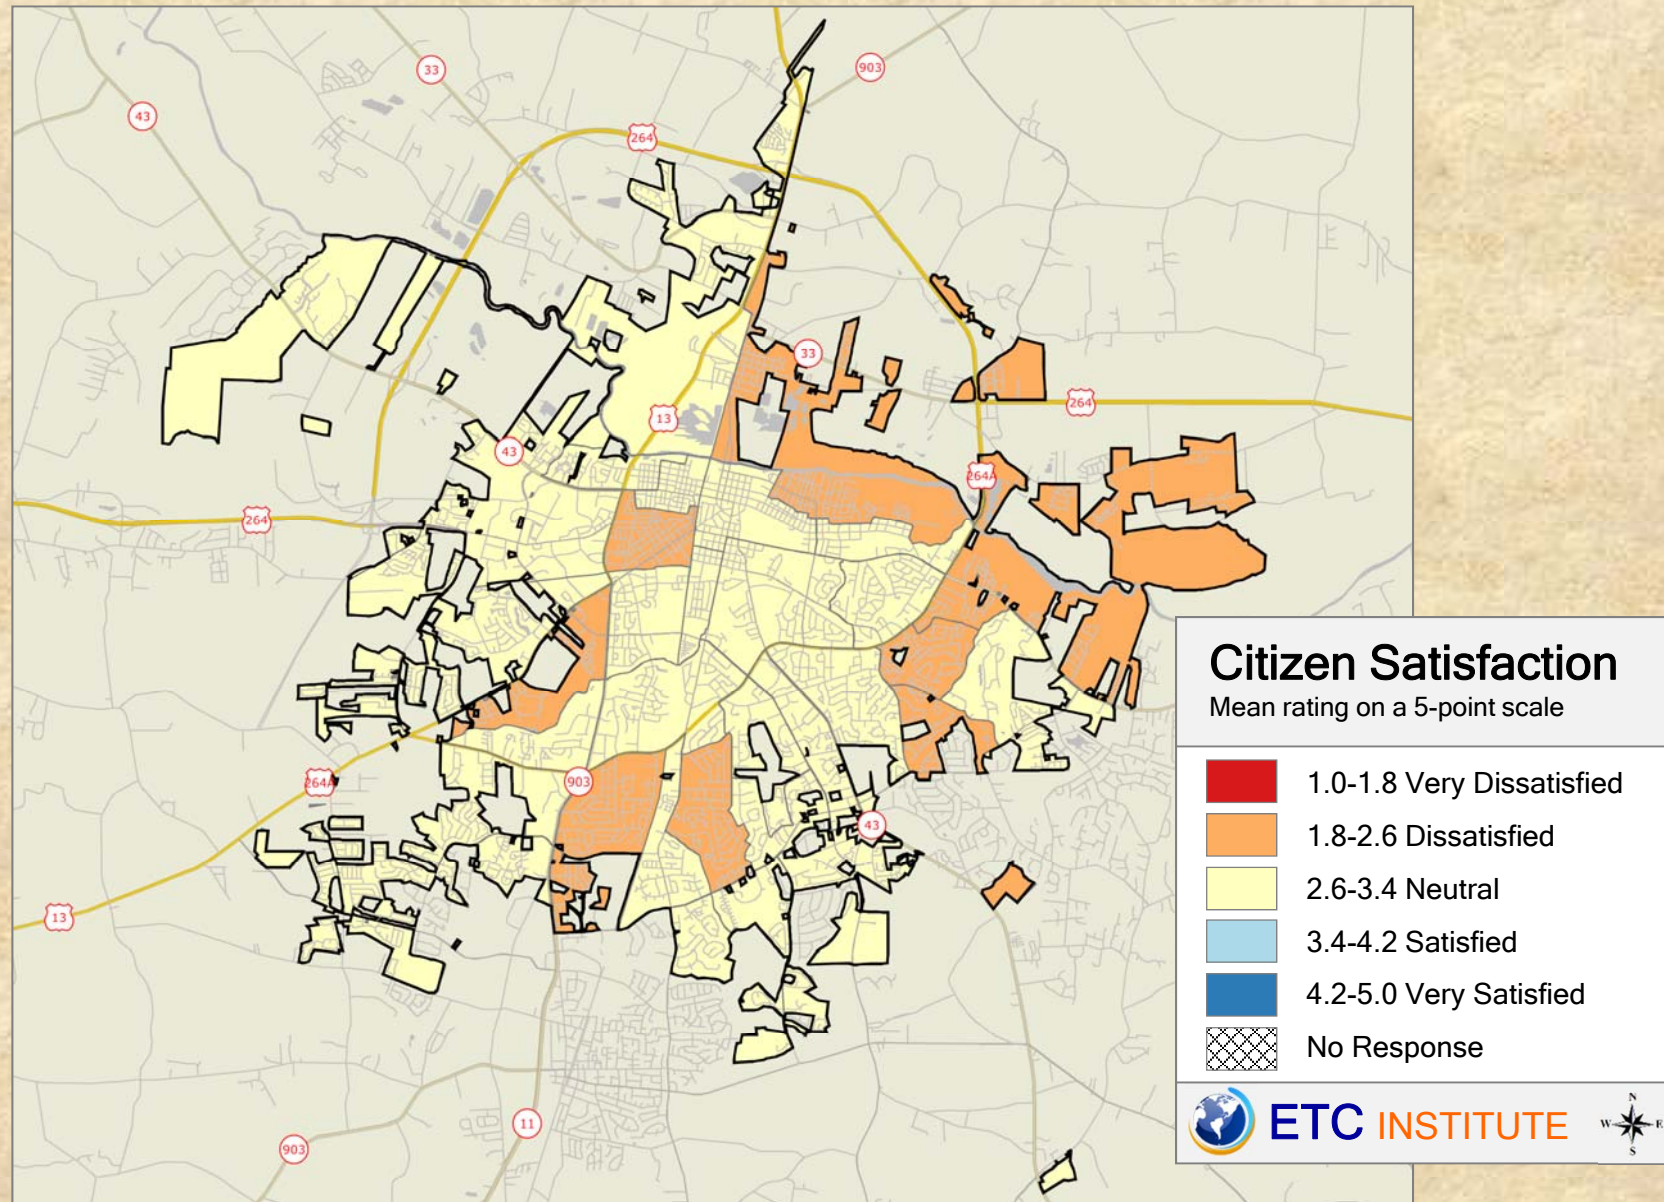 903
33
43
264
33
264
13
43
264A
264
903
264A
43
13
11
903
Citizen Satisfaction
Mean rating on a 5-point scale
1.0-1.8 Very Dissatisfied
1.8-2.6 Dissatisfied
2.6-3.4 Neutral
3.4-4.2 Satisfied
4.2-5.0 Very Satisfied
No Response
ETC INSTITUTE
N
W E
S